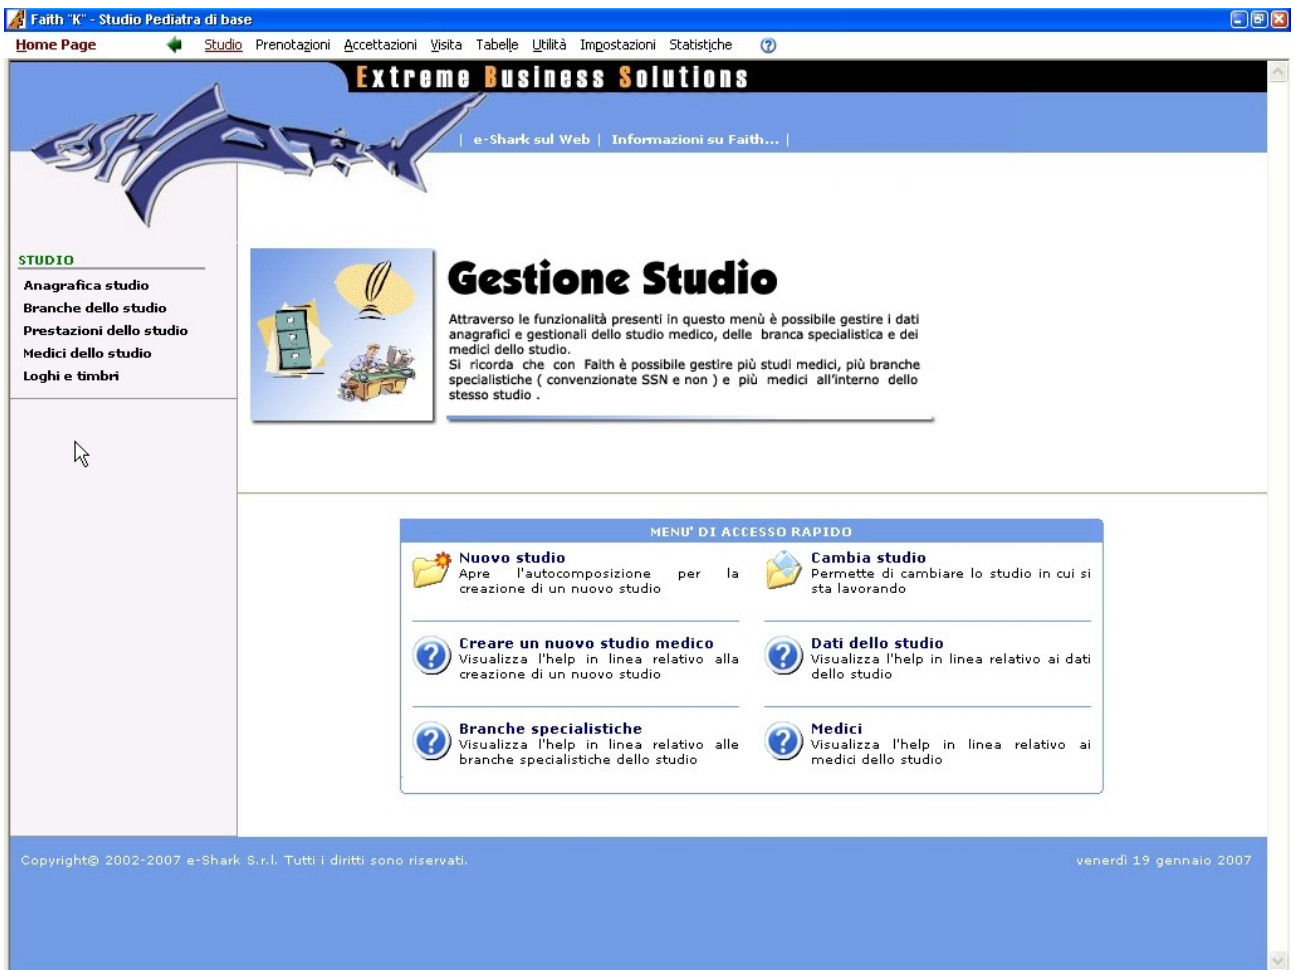 Faith "K" - Studio Pediatra di base
Home Page Studio Prenotazioni Accettazioni Visita Tabelle Utilità Impostazioni Statistiche ?
Extreme Business Solutions
eSHARK
| e-Shark sul Web | Informazioni su Faith... |
STUDIO
Anagrafica studio
Branche dello studio
Prestazioni dello studio
Medici dello studio
Loghi e timbri
Gestione Studio
Attraverso le funzionalità presenti in questo menù è possibile gestire i dati
anagrafici e gestionali dello studio medico, delle branca specialistica e dei
medici dello studio.
Si ricorda che con Faith è possibile gestire più studi medici, più branche
specialistiche ( convenzionate SSN e non ) e più medici all'interno dello
stesso studio .
MENU' DI ACCESSO RAPIDO
Nuovo studio
Apre l'autocomposizione per la
creazione di un nuovo studio
Cambia studio
Permette di cambiare lo studio in cui si
sta lavorando
Creare un nuovo studio medico
Visualizza l'help in linea relativo alla
creazione di un nuovo studio
Dati dello studio
Visualizza l'help in linea relativo ai dati
dello studio
Branche specialistiche
Visualizza l'help in linea relativo alle
branche specialistiche dello studio
Medici
Visualizza l'help in linea relativo ai
medici dello studio
Copyright© 2002-2007 e-Shark S.r.l. Tutti i diritti sono riservati.
venerdì 19 gennaio 2007